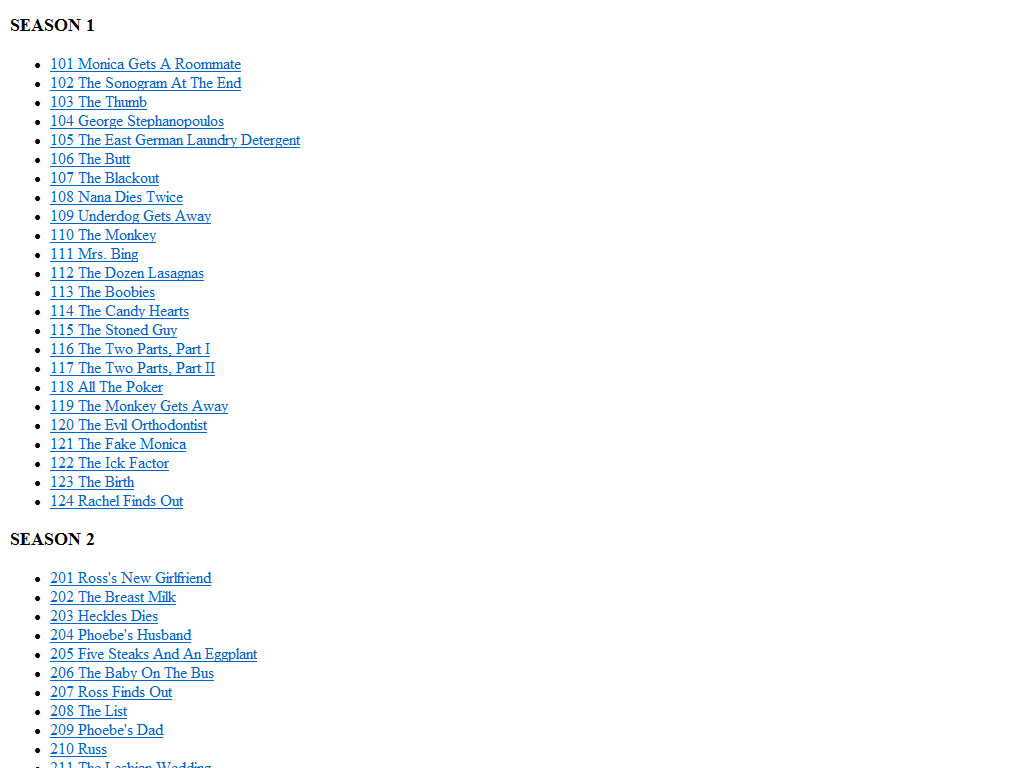 SEASON 1
101 Monica Gets A Roommate
102 The Sonogram At The End
103 The Thumb
104 George Stephanopoulos
105 The East German Laundry Detergent
106 The Butt
107 The Blackout
108 Nana Dies Twice
109 Underdog Gets Away
110 The Monkey
111 Mrs. Bing
112 The Dozen Lasagnas
113 The Boobies
114 The Candy Hearts
115 The Stoned Guy
116 The Two Parts, Part I
117 The Two Parts, Part II
118 All The Poker
119 The Monkey Gets Away
120 The Evil Orthodontist
121 The Fake Monica
122 The Ick Factor
123 The Birth
124 Rachel Finds Out
SEASON 2
201 Ross's New Girlfriend
202 The Breast Milk
203 Heckles Dies
204 Phoebe's Husband
205 Five Steaks And An Eggplant
206 The Baby On The Bus
207 Ross Finds Out
208 The List
209 Phoebe's Dad
210 Russ
211 The Lesbian Wedding